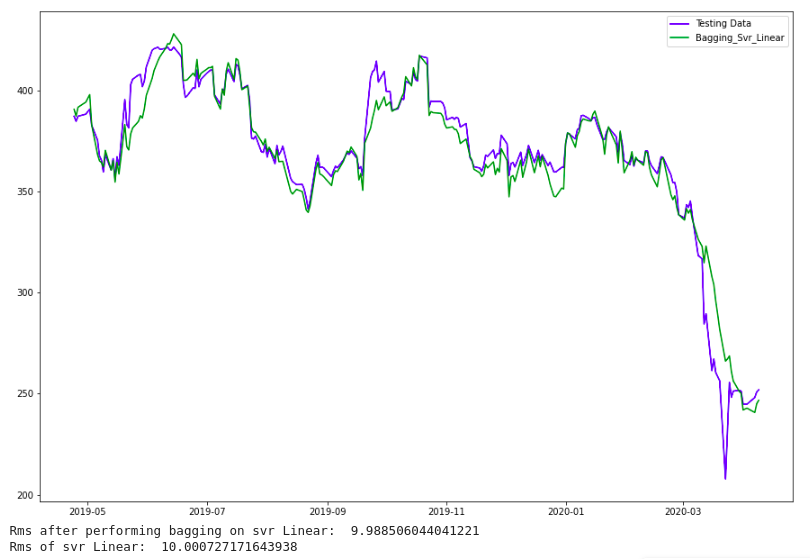 Testing Data
Bagging_Svr_Linear
400
350
300
250
200
2019-05 2019-07 2019-09 2019-11 2020-01 2020-03
Rms after performing bagging on svr Linear:  9.988506044041221
Rms of svr Linear:  10.000727171643938